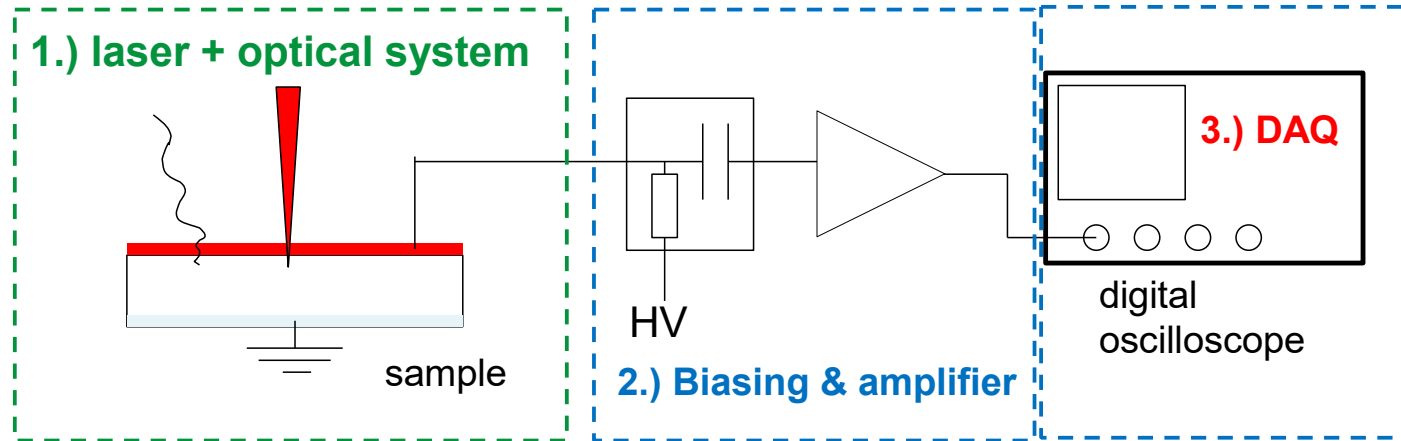 1.) laser + optical system
sample
HV
2.) Biasing & amplifier
3.) DAQ
digital
oscilloscope